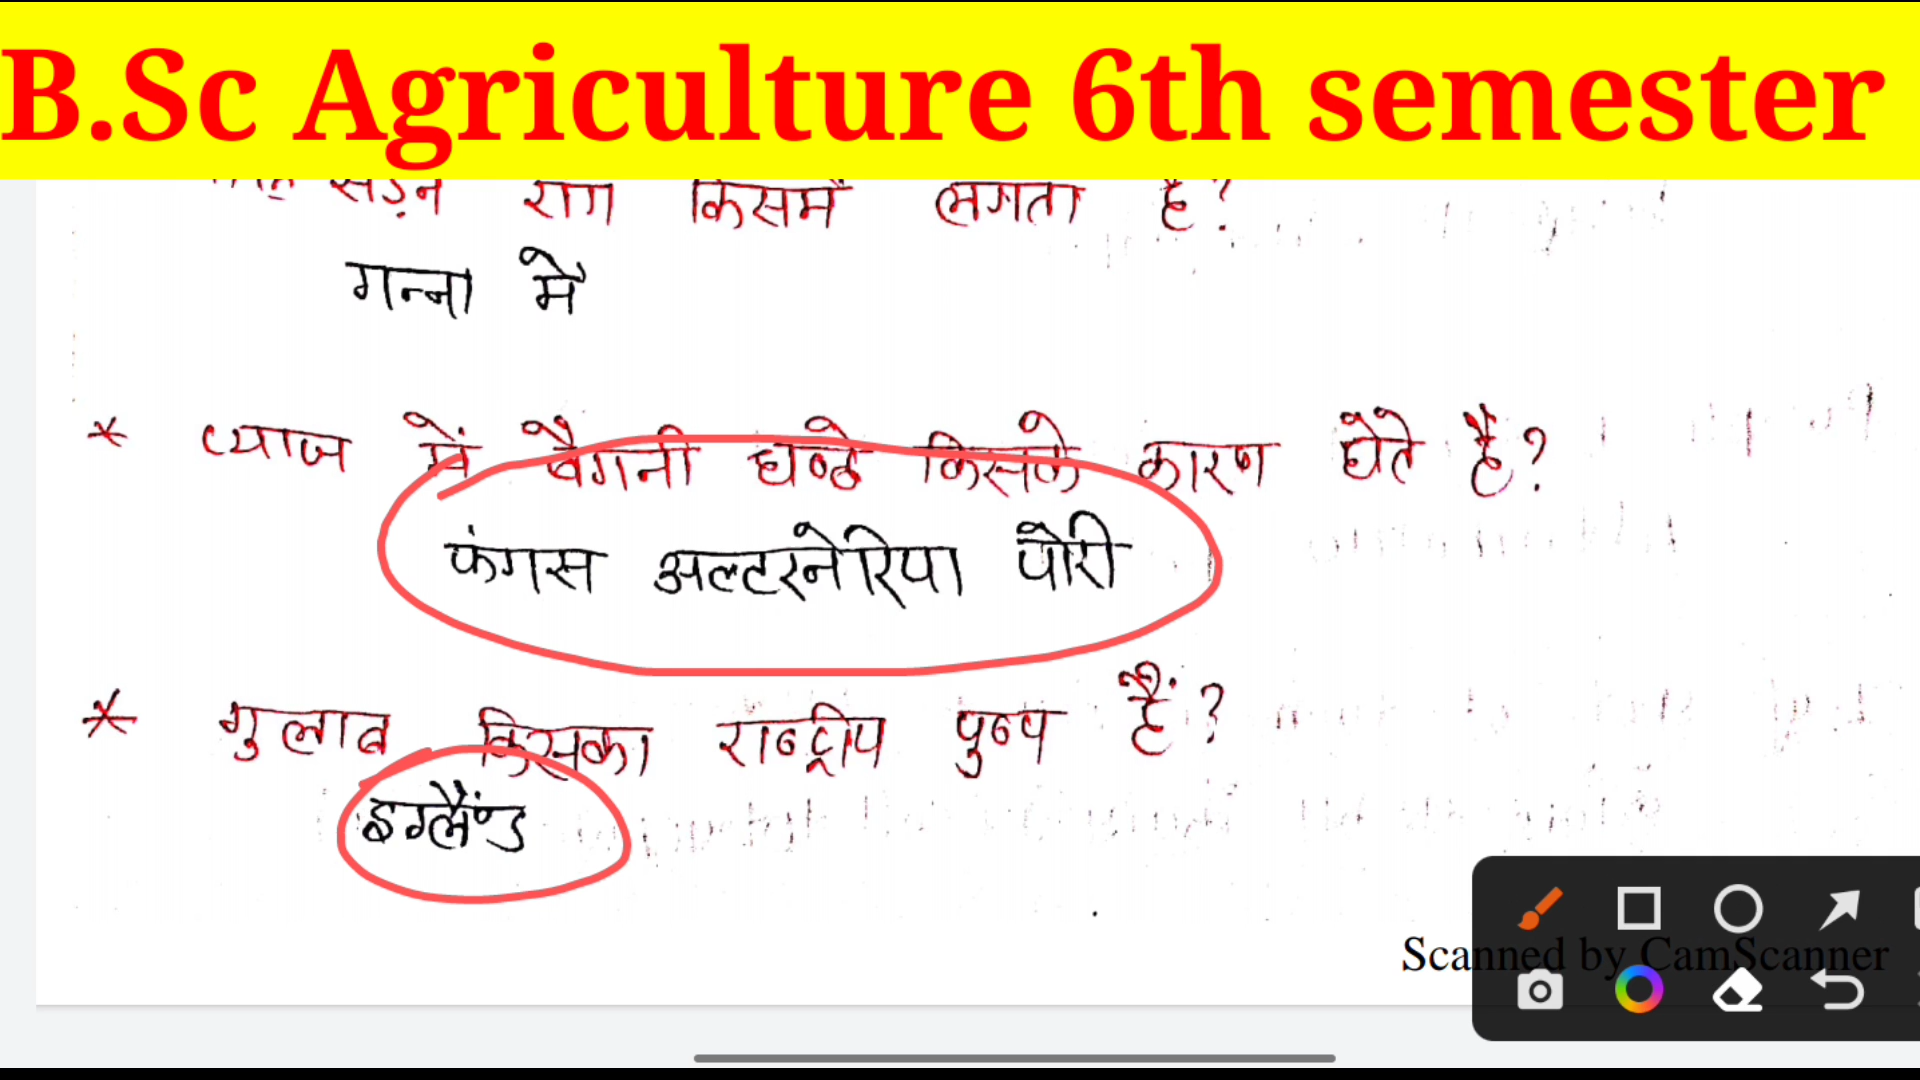 B.Sc Agriculture 6th semester
सड़न रोग किसमें लगता है?
गन्ना में
* प्याज में बैगनी धब्बे किसके कारण होते है?
फंगस अल्टरनेरिया पोरी
* गुलाब किसका राष्ट्रीय पुष्प हैं?
इग्लैण्ड
Scanned by CamScanner